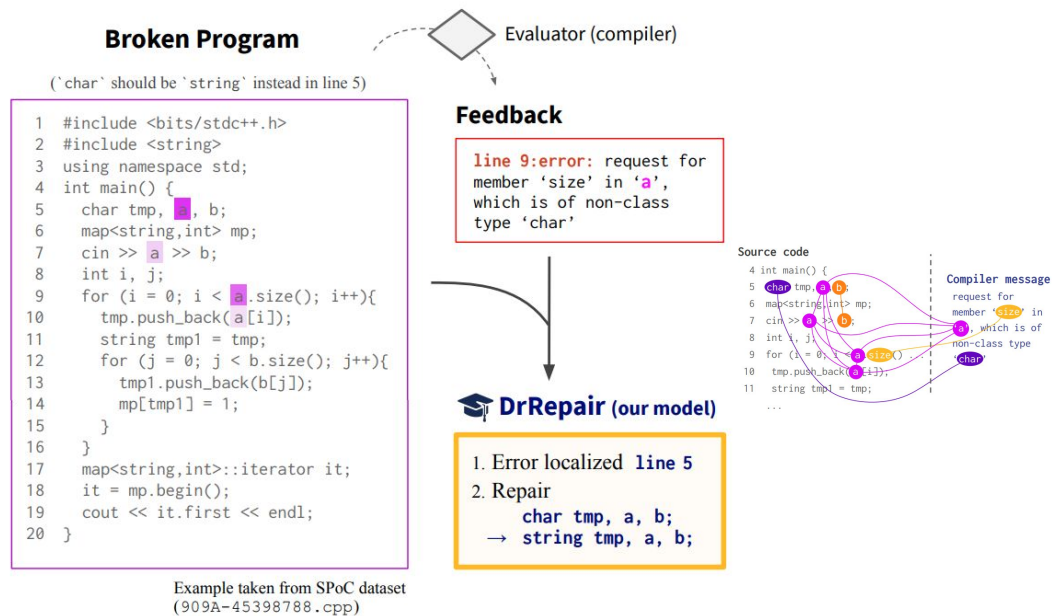 Broken Program
Evaluator (compiler)
(`char` should be `string` instead in line 5)
1 #include <bits/stdc++.h>
2 #include <string>
3 using namespace std;
4 int main() {
5 char tmp, a, b;
6 map<string,int> mp;
7 cin >> a >> b;
8 int i, j;
9 for (i = 0; i < a.size(); i++){
10 tmp.push_back(a[i]);
11 string tmp1 = tmp;
12 for (j = 0; j < b.size(); j++){
13 tmp1.push_back(b[j]);
14 mp[tmp1] = 1;
15 }
16 }
17 map<string,int>::iterator it;
18 it = mp.begin();
19 cout << it.first << endl;
20 }
Example taken from SPoC dataset
(909A-45398788.cpp)
Feedback
line 9:error: request for
member ‘size’ in ‘a’,
which is of non-class
type ‘char’
DrRepair (our model)
1. Error localized line 5
2. Repair
char tmp, a, b;
→ string tmp, a, b;
Source code
4 int main() {
5 char tmp, a, b;
6 map<string,int> mp;
7 cin >> a >> b;
8 int i, j;
9 for (i = 0; i < a.size() ...
10 tmp.push_back(a[i]);
11 string tmp1 = tmp;
...
Compiler message
request for
member ‘size’ in
‘a’, which is of
non-class type
‘char’